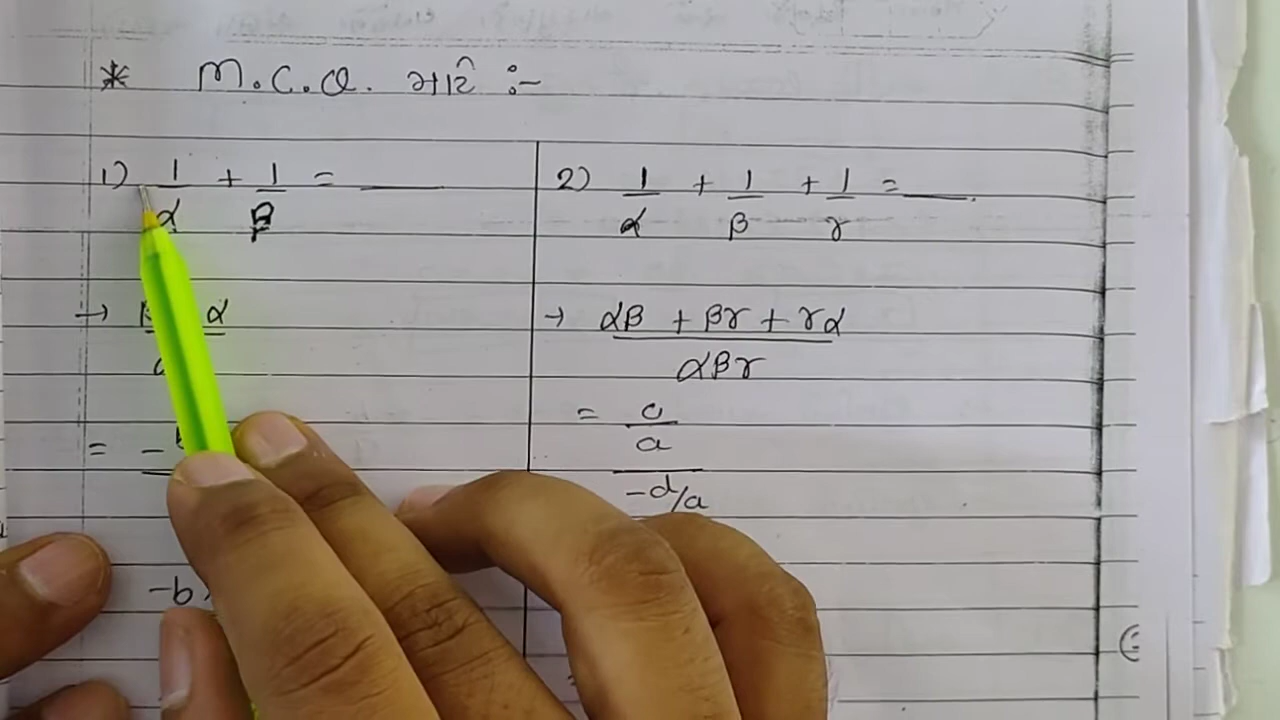 * M.C.Q. માટે :-
1) 1/α + 1/β = ____
→ α
= -
-b
2) 1/α + 1/β + 1/γ = ____.
→ αβ + βγ + γα / αβγ
= c/a / -d/a